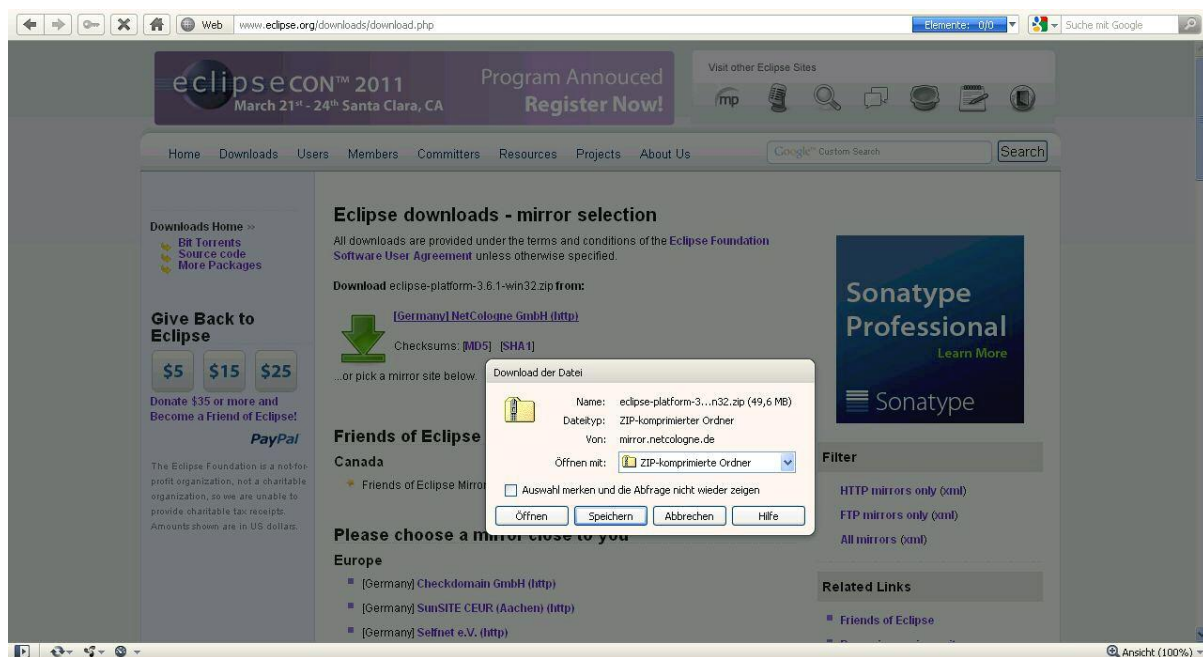 Web www.eclipse.org/downloads/download.php Elemente: 0/0 Suche mit Google
eclipsecon™ 2011
March 21st - 24th Santa Clara, CA
Program Annouced
Register Now!
Visit other Eclipse Sites
mp
Home Downloads Users Members Committers Resources Projects About Us
Google™ Custom Search Search
Downloads Home »
Bit Torrents
Source code
More Packages
Give Back to
Eclipse
$5 $15 $25
Donate $35 or more and
Become a Friend of Eclipse!
PayPal
The Eclipse Foundation is a not-for-
profit organization, not a charitable
organization, so we are unable to
provide charitable tax receipts.
Amounts shown are in US dollars.
Eclipse downloads - mirror selection
All downloads are provided under the terms and conditions of the Eclipse Foundation
Software User Agreement unless otherwise specified.
Download eclipse-platform-3.6.1-win32.zip from:
[Germany] NetCologne GmbH (http)
Checksums: [MD5] [SHA1]
...or pick a mirror site below.
Friends of Eclipse
Canada
Friends of Eclipse Mirror
Please choose a mirror close to you
Europe
[Germany] Checkdomain GmbH (http)
[Germany] SunSITE CEUR (Aachen) (http)
[Germany] Selfnet e.V. (http)
Download der Datei
Name: eclipse-platform-3...n32.zip (49,6 MB)
Dateityp: ZIP-komprimierter Ordner
Von: mirror.netcologne.de
Öffnen mit: ZIP-komprimierte Ordner
Auswahl merken und die Abfrage nicht wieder zeigen
Öffnen Speichern Abbrechen Hilfe
Sonatype
Professional
Learn More
Sonatype
Filter
HTTP mirrors only (xml)
FTP mirrors only (xml)
All mirrors (xml)
Related Links
Friends of Eclipse
Ansicht (100%)